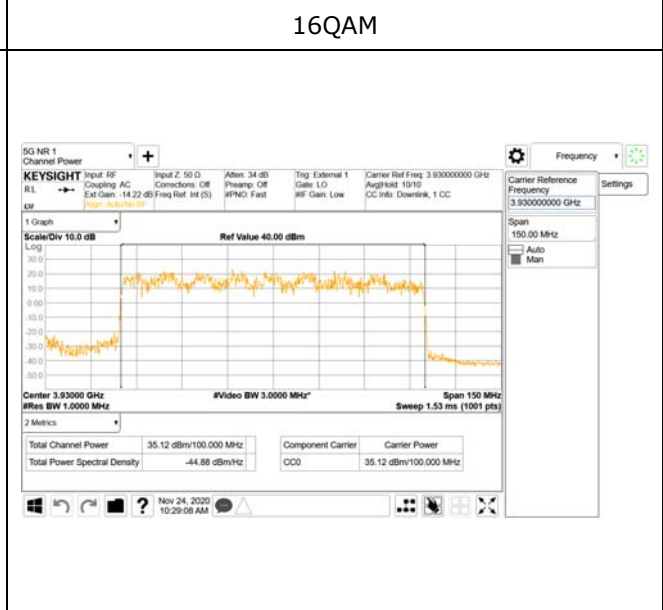 16QAM
5G NR 1
Channel Power
+
Frequency
KEYSIGHT
RL
Input: RF
Coupling: AC
Ext Gain: -14.22 dB
Align: Auto/No RF
Input Z: 50 Ω
Corrections: Off
Freq Ref: Int (S)
Atten: 34 dB
Preamp: Off
#PNO: Fast
Trig: External 1
Gate: LO
#IF Gain: Low
Carrier Ref Freq: 3.930000000 GHz
Avg|Hold: 10/10
CC Info: Downlink, 1 CC
Carrier Reference
Frequency
3.930000000 GHz
Settings
Span
150.00 MHz
Auto
Man
1 Graph
Scale/Div 10.0 dB
Ref Value 40.00 dBm
Log
30.0
20.0
10.0
0.00
-10.0
-20.0
-30.0
-40.0
-50.0
Center 3.93000 GHz
#Video BW 3.0000 MHz*
Span 150 MHz
#Res BW 1.0000 MHz
Sweep 1.53 ms (1001 pts)
2 Metrics
Total Channel Power 35.12 dBm/100.000 MHz
Total Power Spectral Density -44.88 dBm/Hz
Component Carrier Carrier Power
CC0 35.12 dBm/100.000 MHz
?
Nov 24, 2020
10:29:08 AM